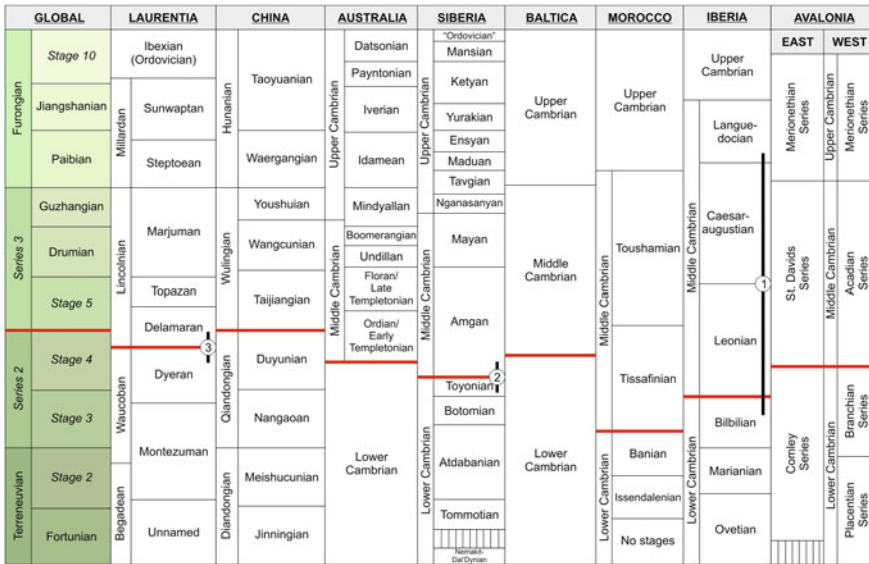 GLOBAL
LAURENTIA
CHINA
AUSTRALIA
SIBERIA
BALTICA
MOROCCO
IBERIA
AVALONIA
EAST
WEST
Furongian
Series 3
Series 2
Terreneuvian
Stage 10
Jiangshanian
Paibian
Guzhangian
Drumian
Stage 5
Stage 4
Stage 3
Stage 2
Fortunian
Ibexian
(Ordovician)
Millardan
Lincolnian
Waucoban
Begadean
Sunwaptan
Steptoean
Marjuman
Topazan
Delamaran
Dyeran
Montezuman
Unnamed
3
Hunanian
Wulingian
Qiandongian
Diandongian
Taoyuanian
Waergangian
Youshuian
Wangcunian
Taijiangian
Duyunian
Nangaoan
Meishucunian
Jinningian
Upper Cambrian
Middle Cambrian
Datsonian
Payntonian
Iverian
Idamean
Mindyallan
Boomerangian
Undillan
Floran/
Late
Templetonian
Ordian/
Early
Templetonian
Lower
Cambrian
Upper Cambrian
Middle Cambrian
Lower Cambrian
"Ordovician"
Mansian
Ketyan
Yurakian
Ensyan
Maduan
Tavgian
Nganasanyan
Mayan
Amgan
Toyonian
Botomian
Atdabanian
Tommotian
Nemakit-
Dal'Dynian
2
Upper
Cambrian
Middle
Cambrian
Lower
Cambrian
Upper
Cambrian
Middle Cambrian
Lower Cambrian
Toushamian
Tissafinian
Banian
Issendalenian
No stages
Upper
Cambrian
Middle Cambrian
Lower Cambrian
Langue-
docian
Caesar-
augustian
Leonian
Bilbilian
Marianian
Ovetian
1
Merionethian
Series
St. Davids
Series
Comley
Series
Upper Cambrian
Middle Cambrian
Lower Cambrian
Merionethian
Series
Acadian
Series
Branchian
Series
Placentian
Series